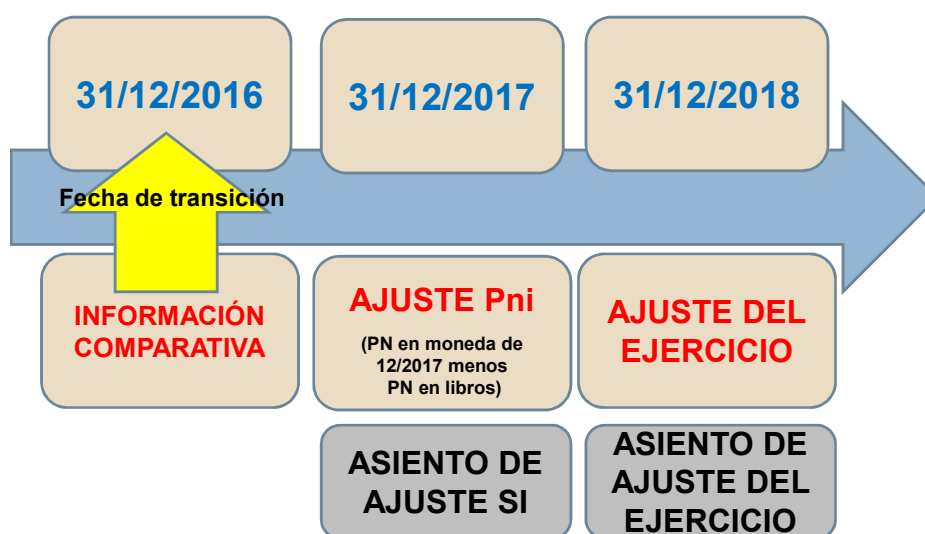 31/12/2016
31/12/2017
31/12/2018
Fecha de transición
INFORMACIÓN
COMPARATIVA
AJUSTE Pni
(PN en moneda de
12/2017 menos
PN en libros)
AJUSTE DEL
EJERCICIO
ASIENTO DE
AJUSTE SI
ASIENTO DE
AJUSTE DEL
EJERCICIO